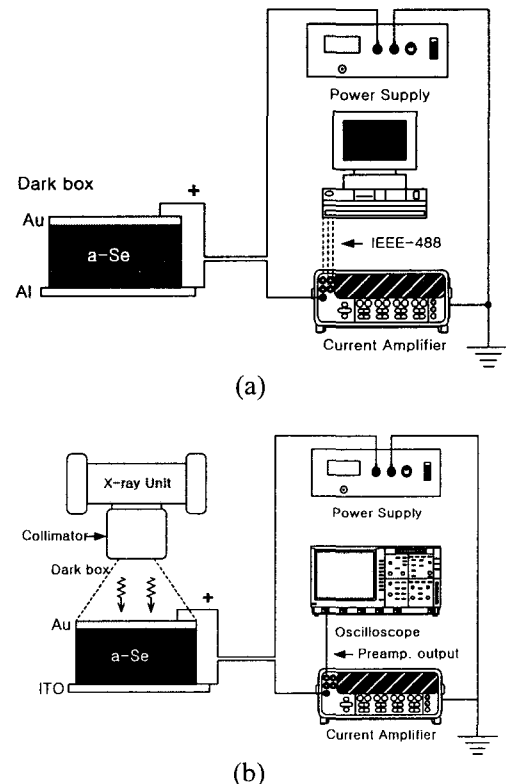 Power Supply
Dark box
+
Au
a-Se
IEEE-488
Al
Current Amplifier
(a)
X-ray Unit
Collimator
Power Supply
Dark box
+
Au
Oscilloscope
a-Se
Preamp. output
ITO
Current Amplifier
(b)